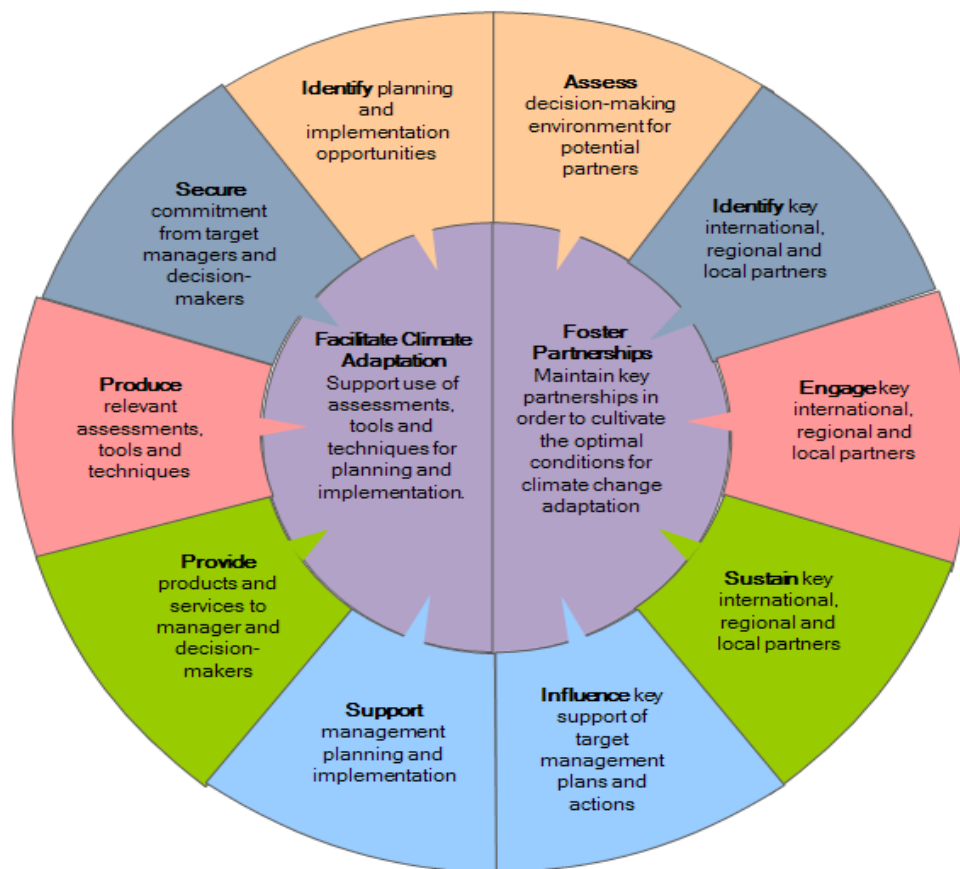 Identify planning
and
implementation
opportunities
Assess
decision-making
environment for
potential
partners
Secure
commitment
from target
managers and
decision-
makers
Identify key
international,
regional and
local partners
Facilitate Climate
Adaptation
Support use of
assessments,
tools and
techniques for
planning and
implementation.
Foster
Partnerships
Maintain key
partnerships in
order to cultivate
the optimal
conditions for
climate change
adaptation
Produce
relevant
assessments,
tools and
techniques
Engage key
international,
regional and
local partners
Provide
products and
services to
manager and
decision-
makers
Sustain key
international,
regional and
local partners
Support
management
planning and
implementation
Influence key
support of
target
management
plans and
actions